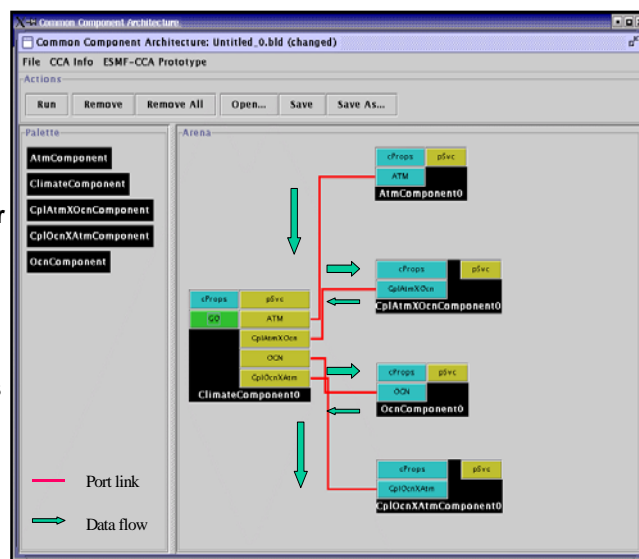 Common Component Architecture
Common Component Architecture: Untitled_0.bld (changed)
File CCA Info ESMF-CCA Prototype
Actions
Run Remove Remove All Open... Save Save As...
Palette
AtmComponent
ClimateComponent
CplAtmXOcnComponent
CplOcnXAtmComponent
OcnComponent
Arena
cProps pSvc
ATM
AtmComponent0
cProps pSvc
CplAtmXOcn
CplAtmXOcnComponent0
cProps pSvc
GO ATM
CplAtmXOcn
OCN
CplOcnXAtm
ClimateComponent0
cProps pSvc
OCN
OcnComponent0
cProps pSvc
CplOcnXAtm
CplOcnXAtmComponent0
Port link
Data flow